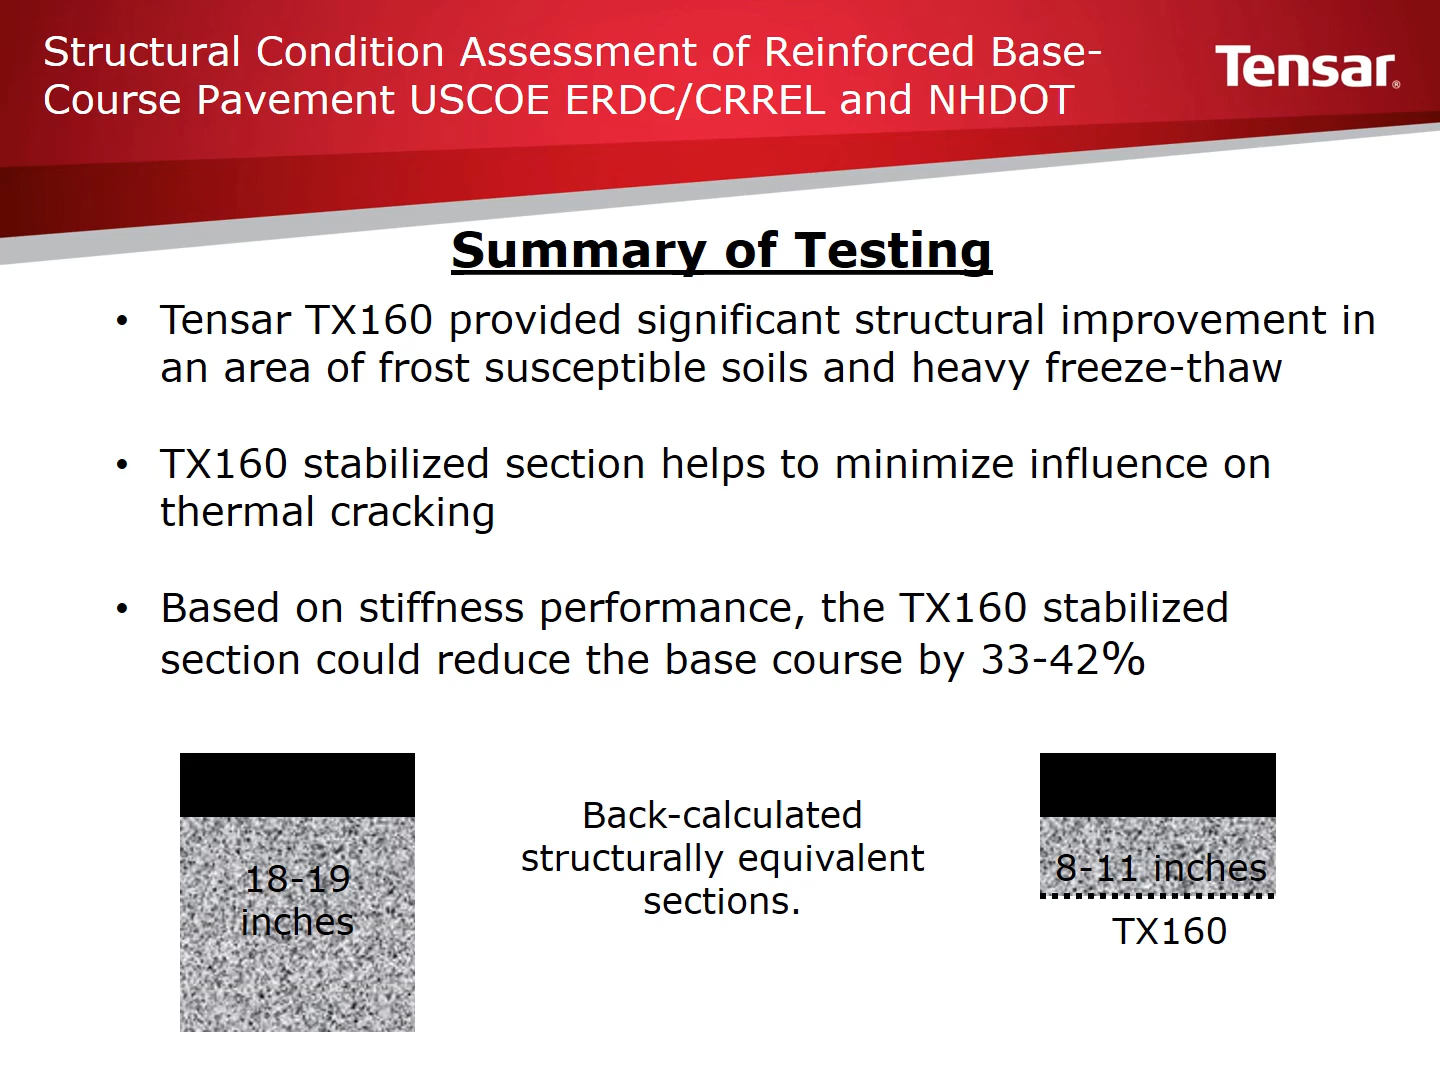 Structural Condition Assessment of Reinforced Base-
Course Pavement USCOE ERDC/CRREL and NHDOT
Tensar®
Summary of Testing
• Tensar TX160 provided significant structural improvement in
an area of frost susceptible soils and heavy freeze-thaw
• TX160 stabilized section helps to minimize influence on
thermal cracking
• Based on stiffness performance, the TX160 stabilized
section could reduce the base course by 33-42%
18-19
inches
Back-calculated
structurally equivalent
sections.
8-11 inches
TX160